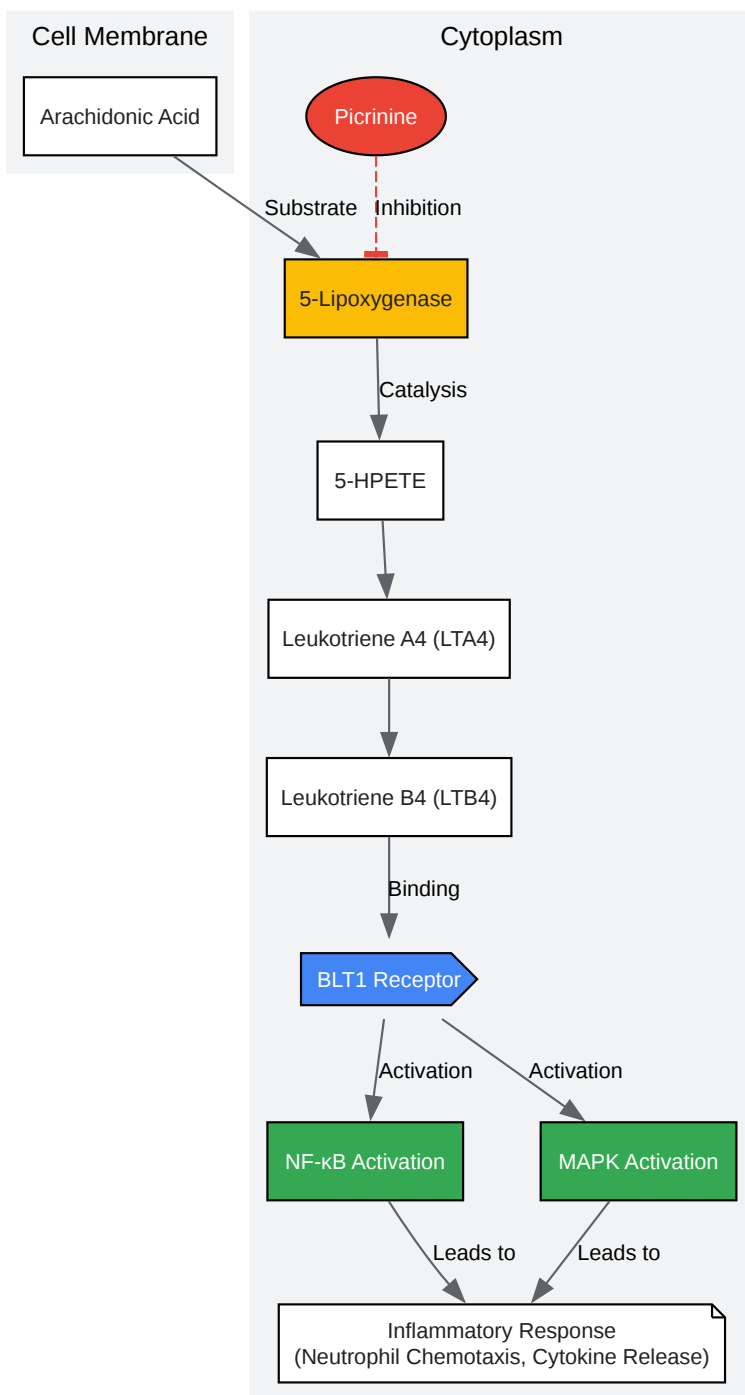 Cell Membrane
Cytoplasm
Arachidonic Acid
Picrinine
Substrate
Inhibition
5-Lipoxygenase
Catalysis
5-HPETE
Leukotriene A4 (LTA4)
Leukotriene B4 (LTB4)
Binding
BLT1 Receptor
Activation
Activation
NF-κB Activation
MAPK Activation
Leads to
Leads to
Inflammatory Response
(Neutrophil Chemotaxis, Cytokine Release)